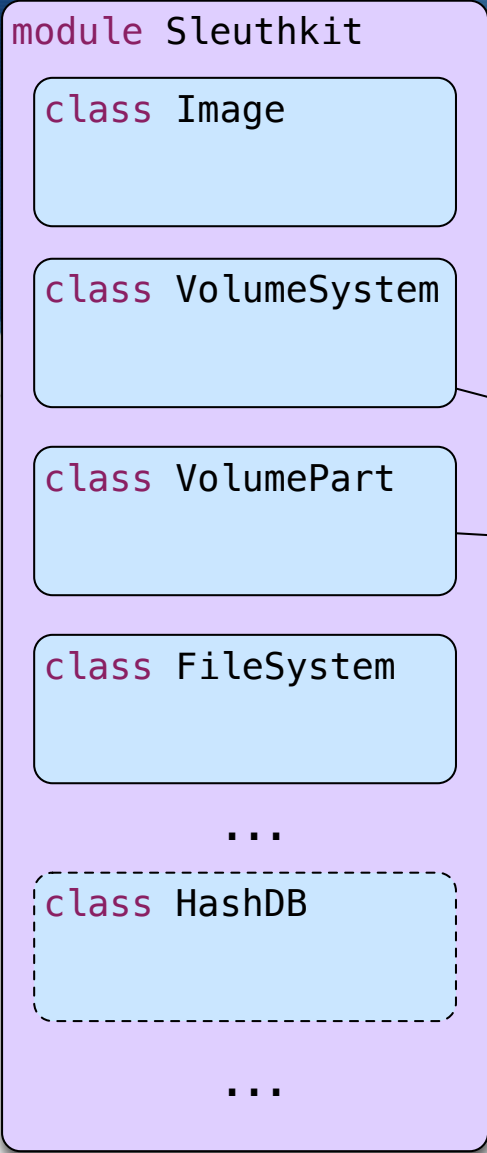 module Sleuthkit
class Image
class VolumeSystem
class VolumePart
class FileSystem
...
class HashDB
...